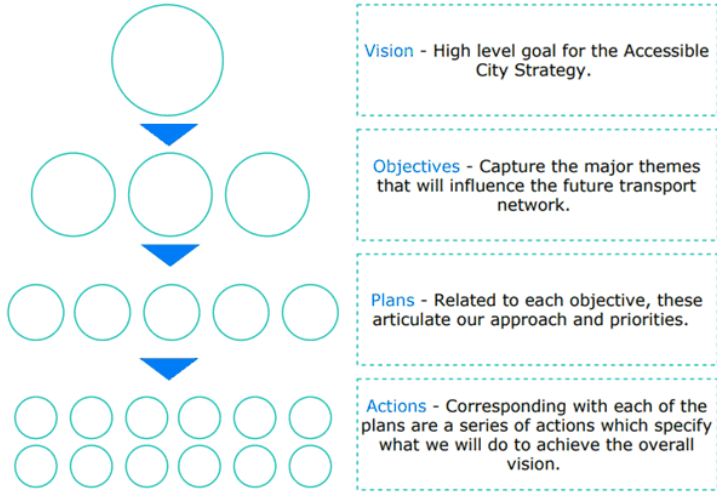 Vision - High level goal for the Accessible
City Strategy.
Objectives - Capture the major themes
that will influence the future transport
network.
Plans - Related to each objective, these
articulate our approach and priorities.
Actions - Corresponding with each of the
plans are a series of actions which specify
what we will do to achieve the overall
vision.